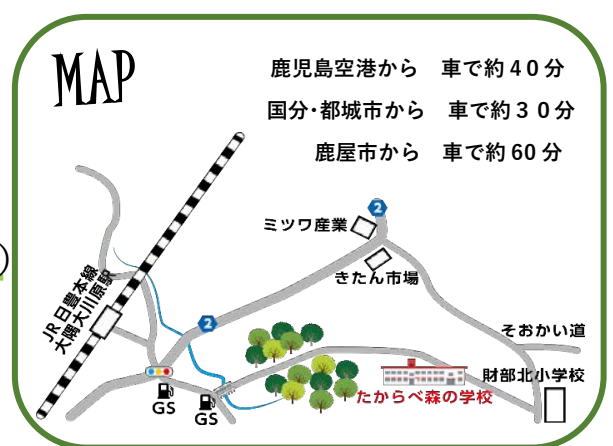 MAP
鹿児島空港から 車で約40分
国分・都城市から 車で約30分
鹿屋市から 車で約60分
2
ミツワ産業
きたん市場
JR日豊本線
大隅大川原駅
2
そおかい道
財部北小学校
たからべ森の学校
GS
GS